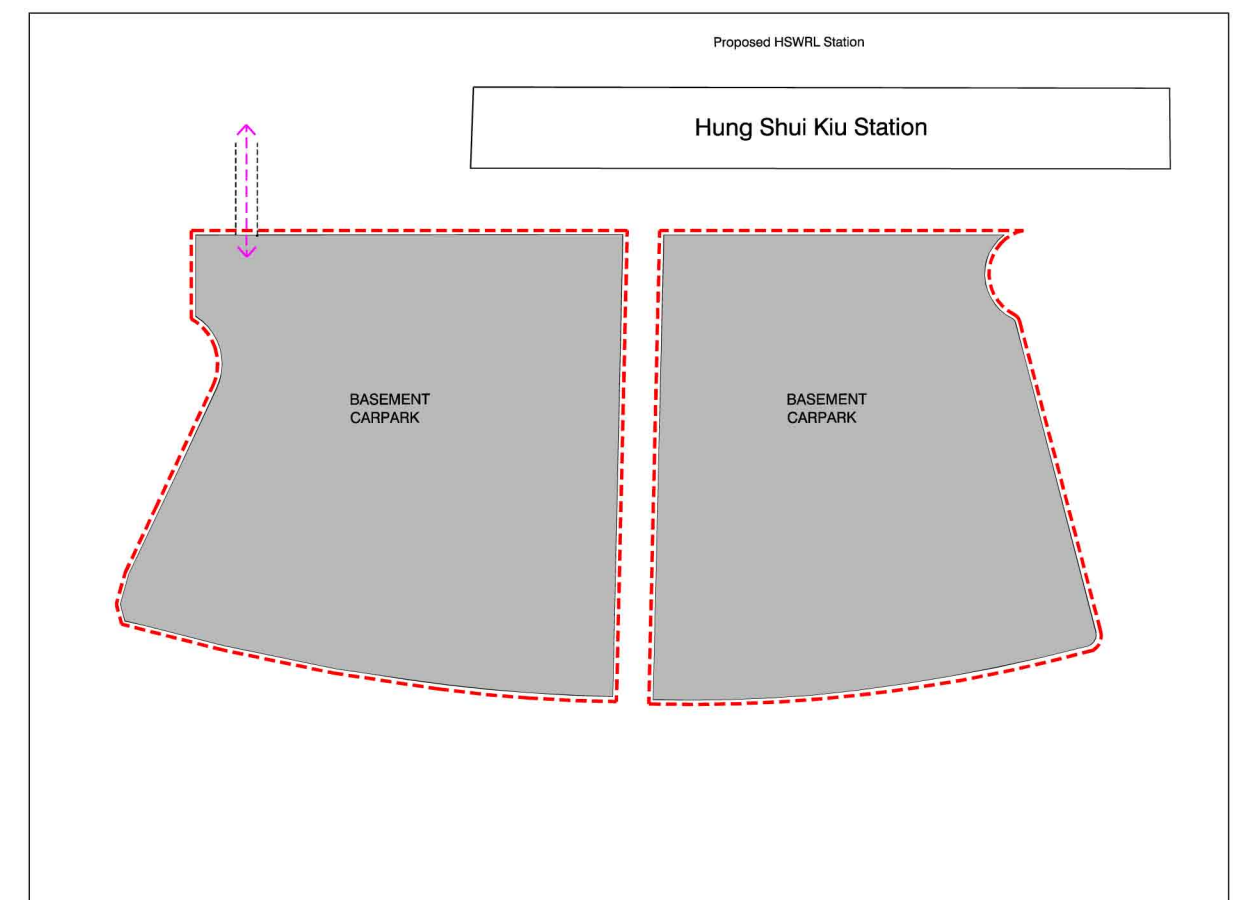 Proposed HSWRL Station
Hung Shui Kiu Station
BASEMENT
CARPARK
BASEMENT
CARPARK